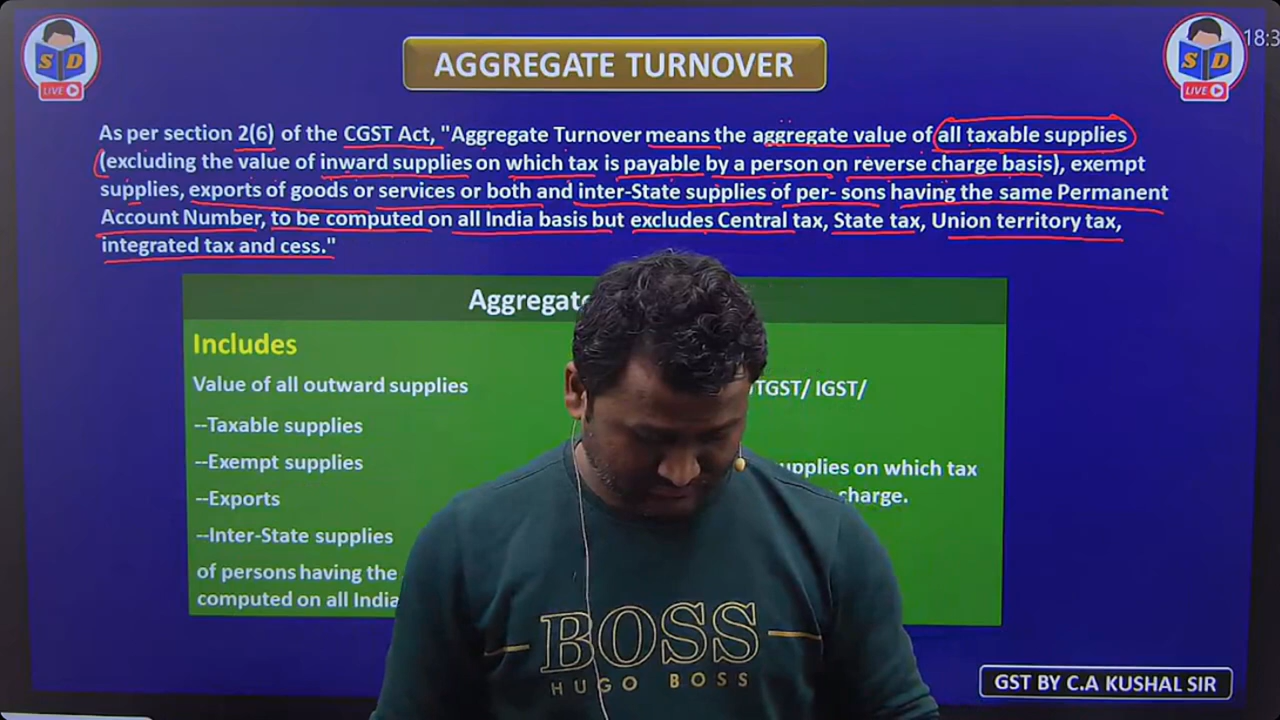 S D
LIVE
AGGREGATE TURNOVER
S D
LIVE
18:3
As per section 2(6) of the CGST Act, "Aggregate Turnover means the aggregate value of all taxable supplies
(excluding the value of inward supplies on which tax is payable by a person on reverse charge basis), exempt
supplies, exports of goods or services or both and inter-State supplies of per- sons having the same Permanent
Account Number, to be computed on all India basis but excludes Central tax, State tax, Union territory tax,
integrated tax and cess."
Includes
Value of all outward supplies
--Taxable supplies
--Exempt supplies
--Exports
--Inter-State supplies
of persons having the
computed on all India
IGST/
supplies on which tax
charge.
BOSS
HUGO BOSS
GST BY C.A KUSHAL SIR